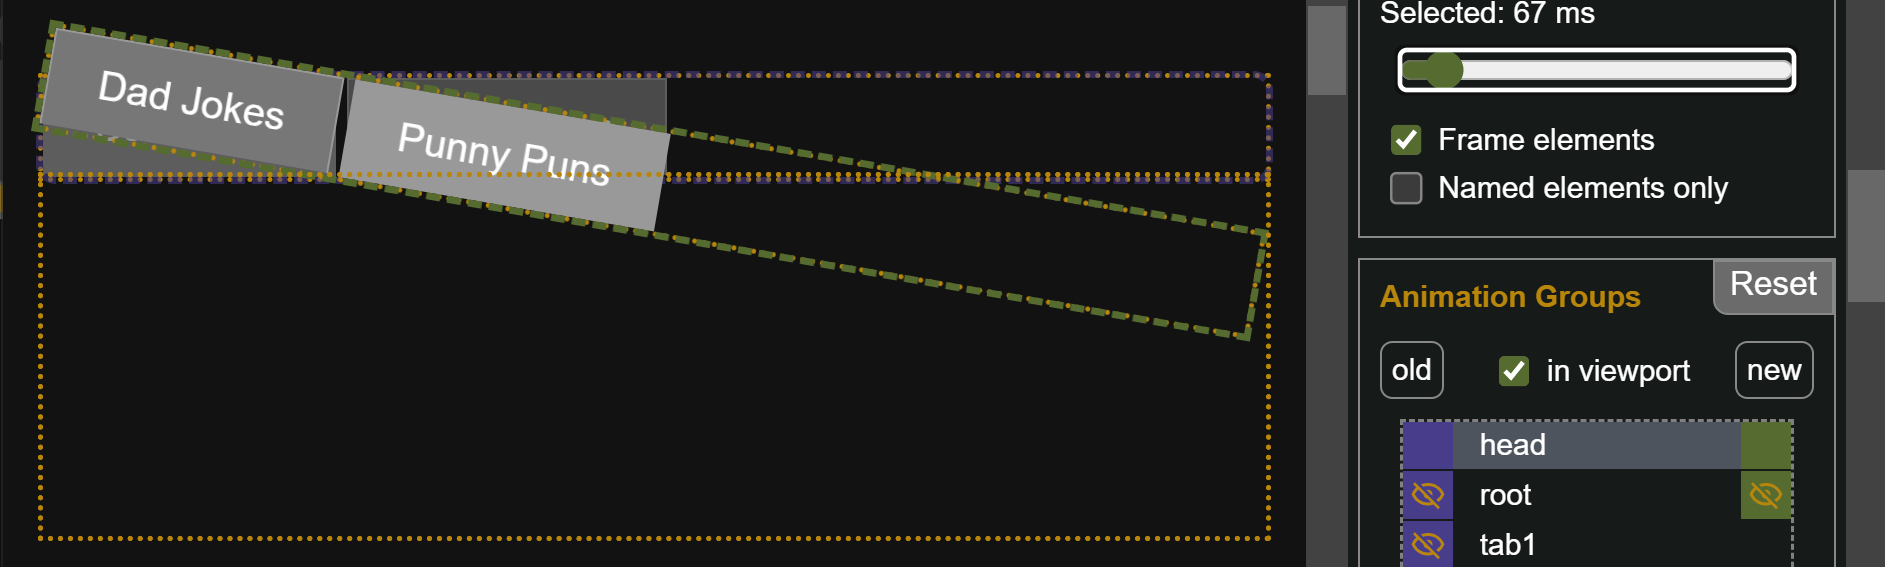 Dad Jokes
Punny Puns
Selected: 67 ms
Frame elements
Named elements only
Animation Groups
Reset
old
in viewport
new
head
root
tab1